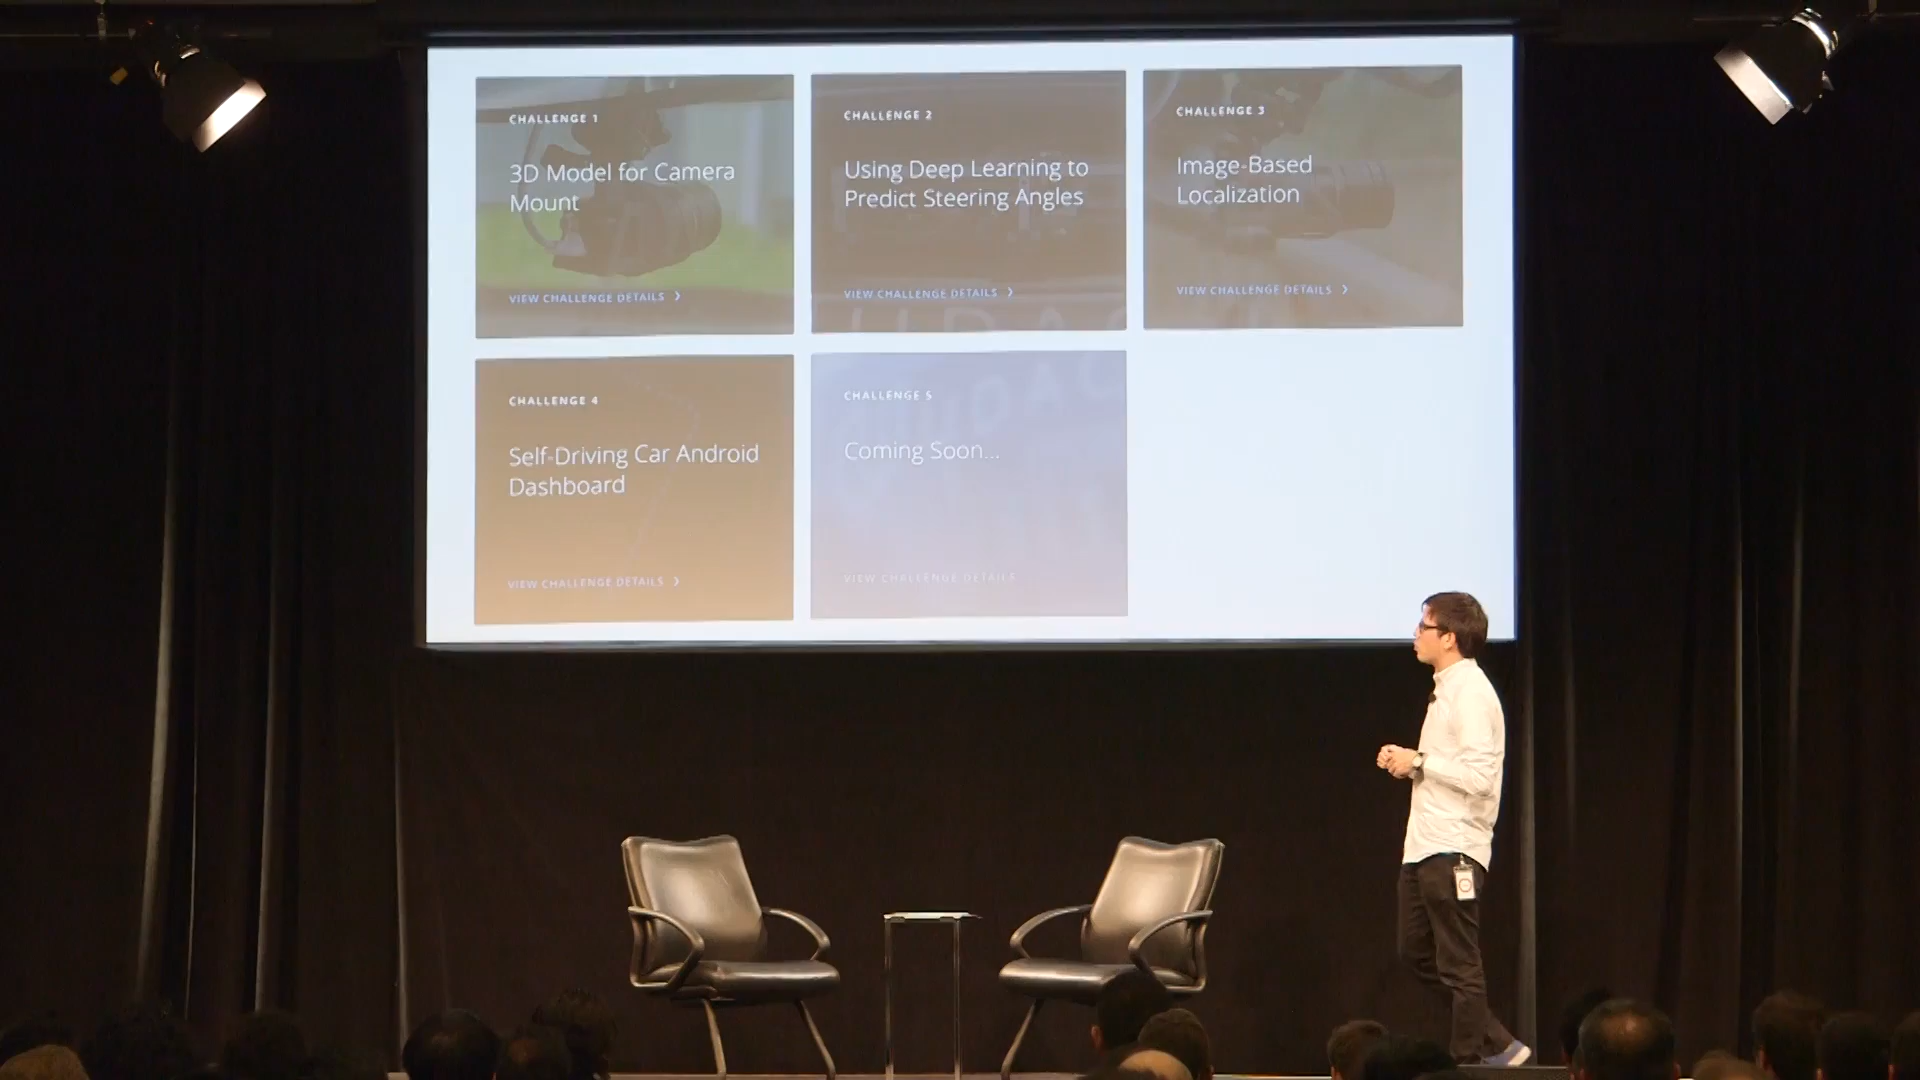 CHALLENGE 1
3D Model for Camera
Mount
VIEW CHALLENGE DETAILS
CHALLENGE 2
Using Deep Learning to
Predict Steering Angles
VIEW CHALLENGE DETAILS
CHALLENGE 3
Image-Based
Localization
VIEW CHALLENGE DETAILS
CHALLENGE 4
Self-Driving Car Android
Dashboard
VIEW CHALLENGE DETAILS
CHALLENGE 5
Coming Soon...
VIEW CHALLENGE DETAILS